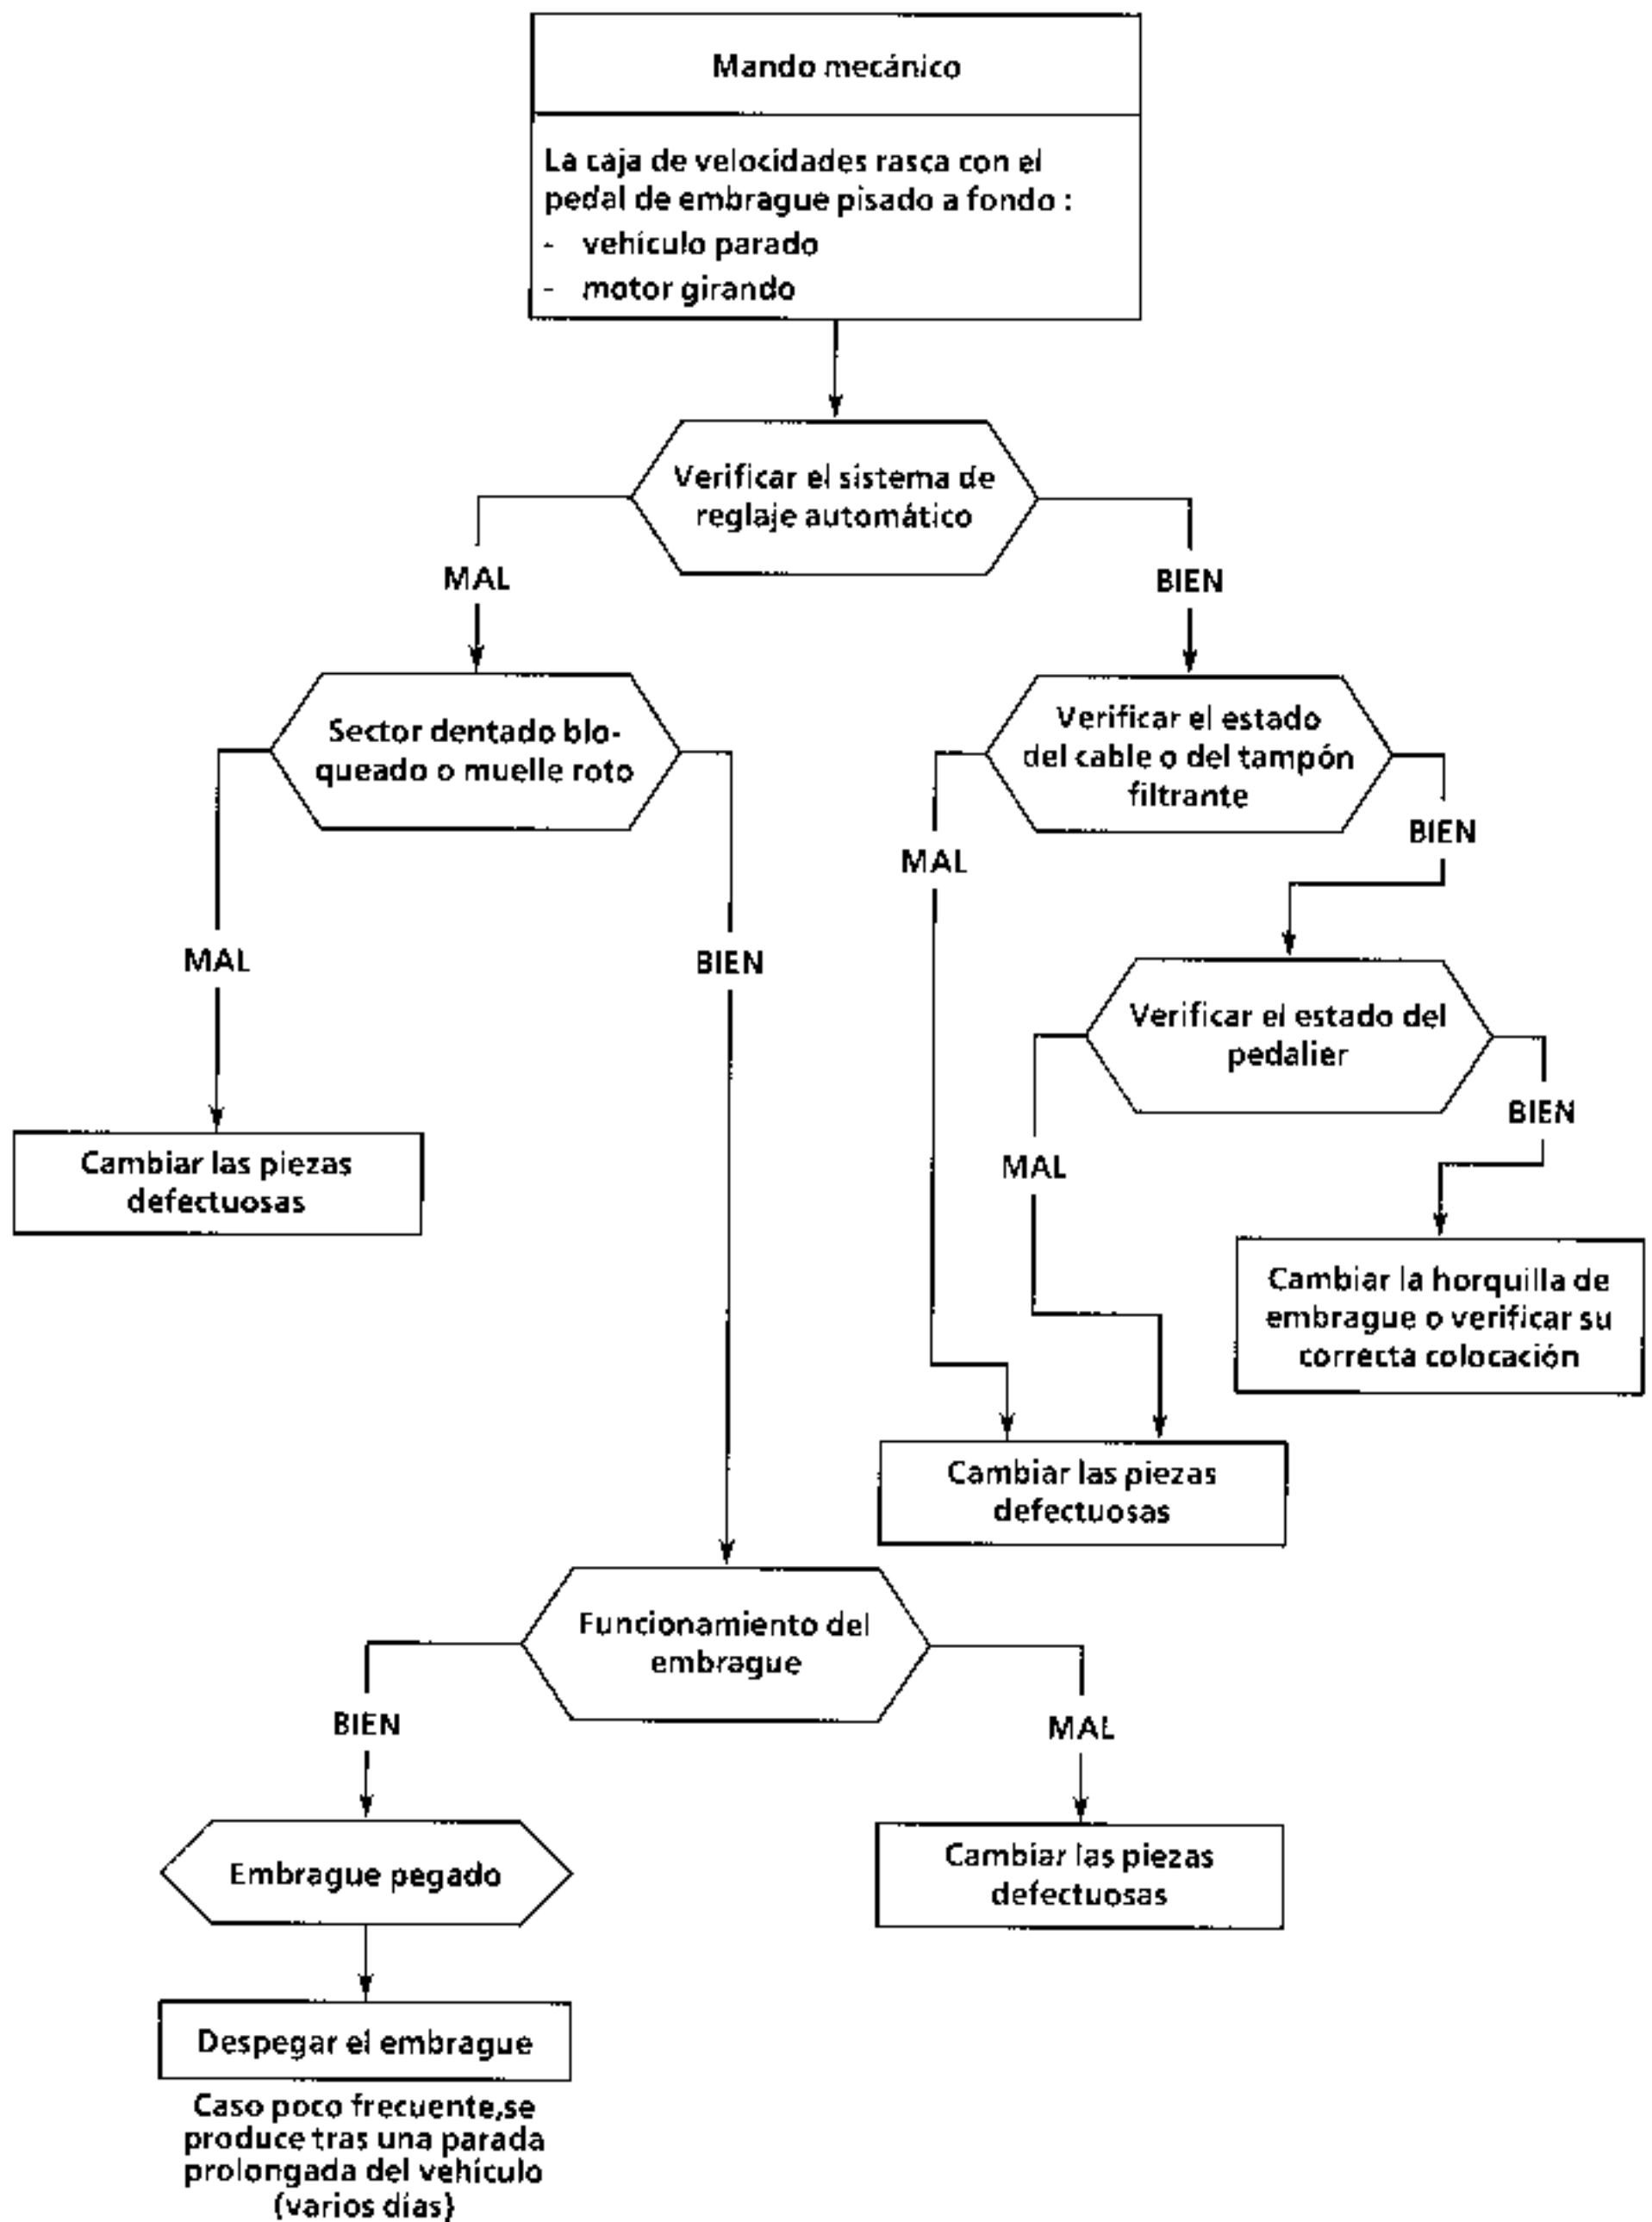 Mando mecánico
La caja de velocidades rasca con el
pedal de embrague pisado a fondo :
- vehículo parado
- motor girando
Verificar el sistema de
reglaje automático
MAL
BIEN
Sector dentado blo-
queado o muelle roto
Verificar el estado
del cable o del tampón
filtrante
MAL
BIEN
MAL
BIEN
Verificar el estado del
pedalier
MAL
BIEN
Cambiar las piezas
defectuosas
Cambiar la horquilla de
embrague o verificar su
correcta colocación
Cambiar las piezas
defectuosas
Funcionamiento del
embrague
BIEN
MAL
Embrague pegado
Cambiar las piezas
defectuosas
Despegar el embrague
Caso poco frecuente,se
produce tras una parada
prolongada del vehículo
(varios días)